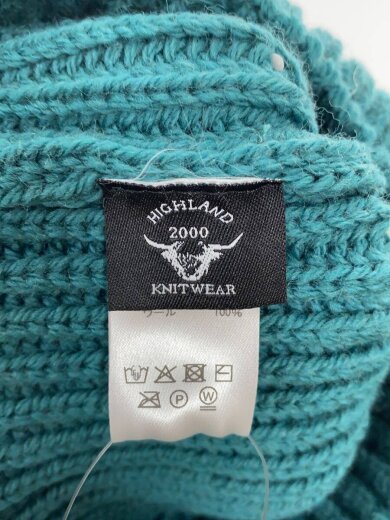 HIGHLAND
2000
KNITWEAR
ウール 100%
P W